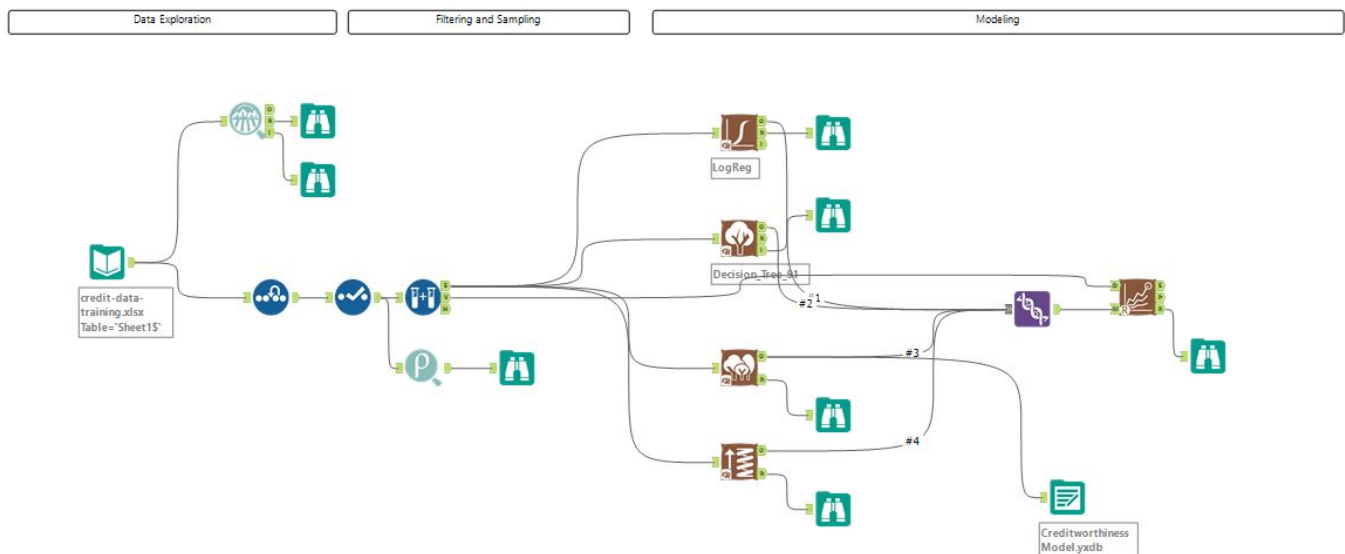 Data Exploration
Filtering and Sampling
Modeling
LogReg
Decision_Tree_91
credit-data-
training.xlsx
Table=`Sheet1$`
#1
#2
#3
#4
Creditworthiness
Model.yxdb